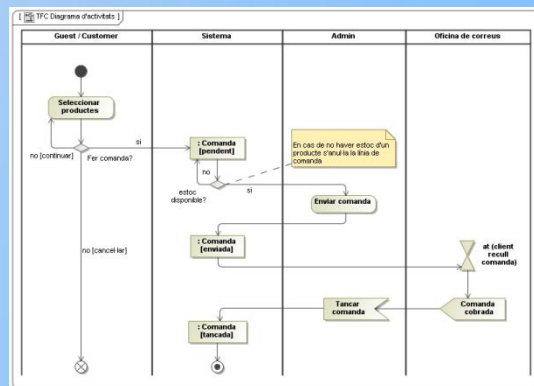 [ TFC Diagrama d'activitats ]
Guest / Customer
Sistema
Admin
Oficina de correus
Seleccionar
productes
no [continuar]
Fer comanda?
si
: Comanda
[pendent]
En cas de no haver estoc d'un
producte s'anul·la la línia de
comanda
no
estoc
disponible?
si
Enviar comanda
: Comanda
[enviada]
at (client
recull
comanda)
no [cancel·lar]
Tancar
comanda
Comanda
cobrada
: Comanda
[tancada]